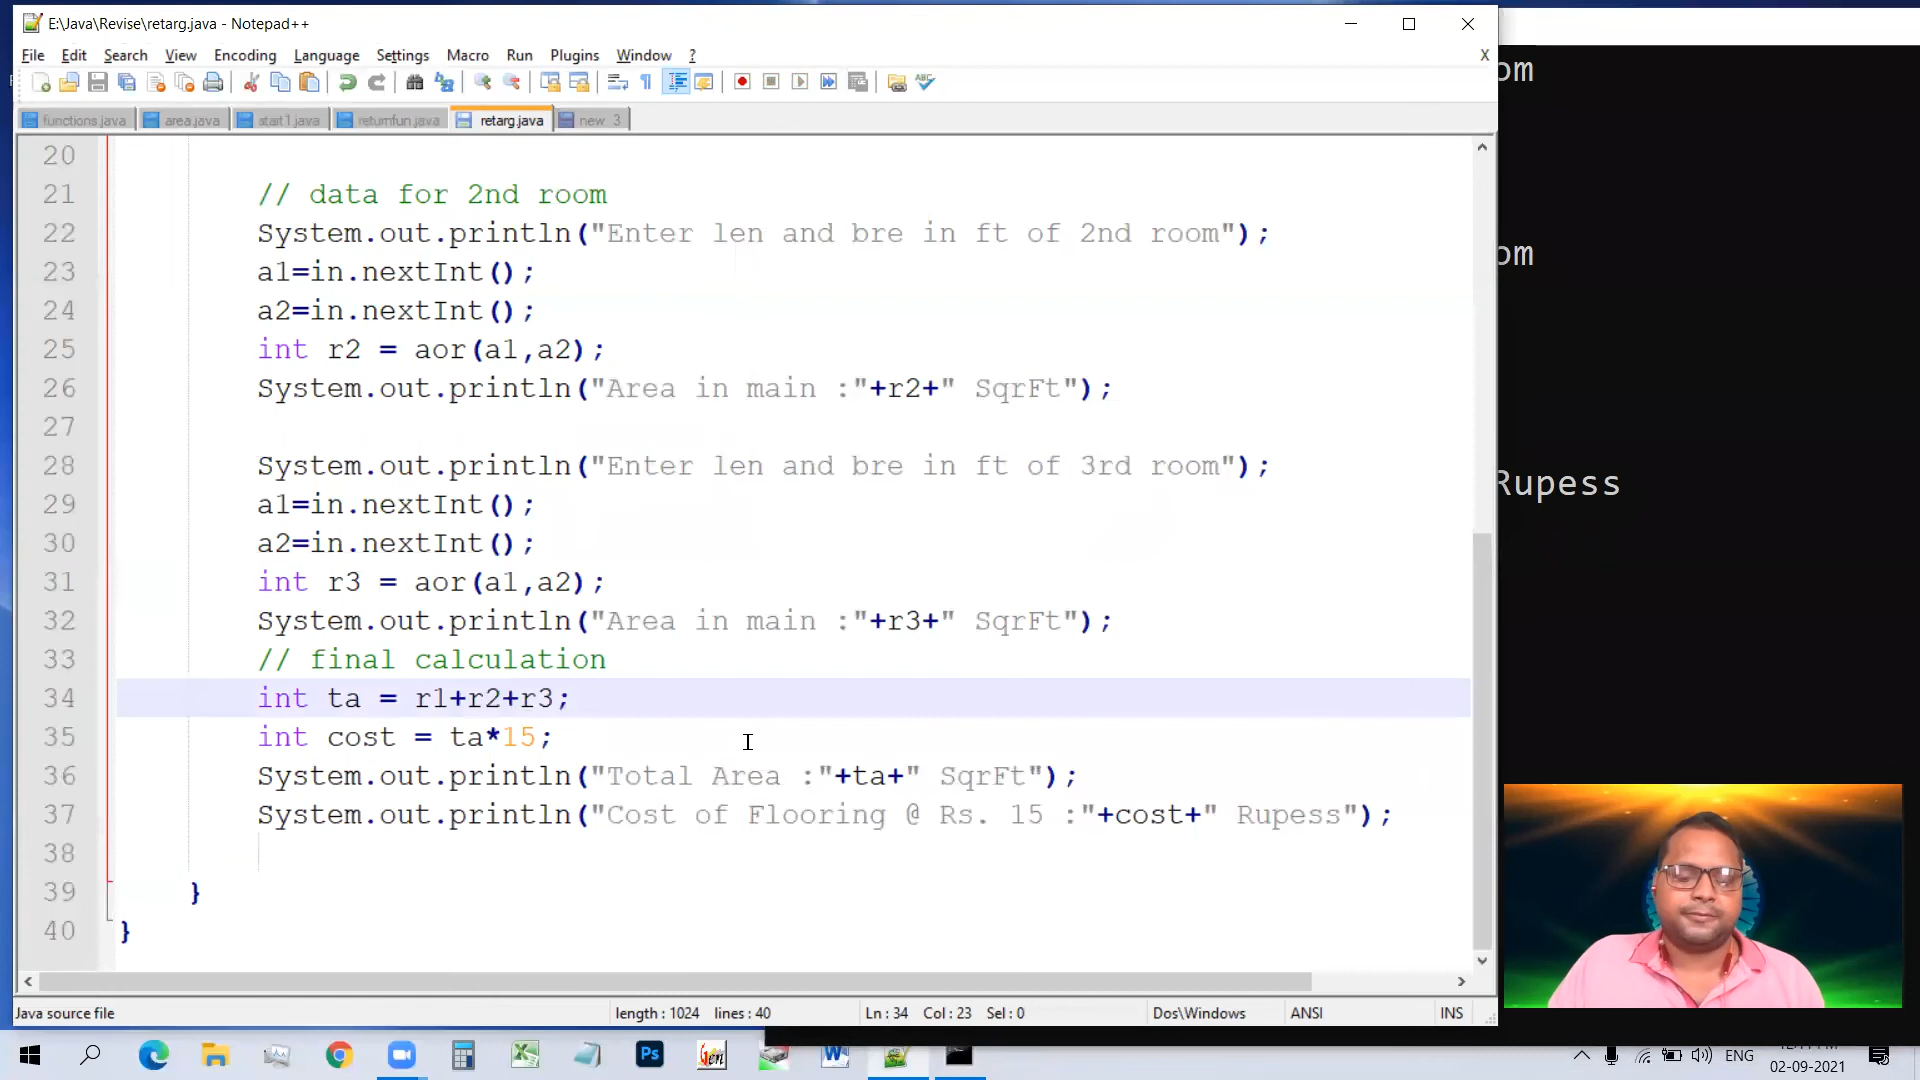 E:\Java\Revise\retarg.java - Notepad++
File Edit Search View Encoding Language Settings Macro Run Plugins Window ? X
functions.java area.java start1.java returnfun.java retarg.java new 3
20
21 // data for 2nd room
22 System.out.println("Enter len and bre in ft of 2nd room");
23 a1=in.nextInt();
24 a2=in.nextInt();
25 int r2 = aor(a1,a2);
26 System.out.println("Area in main :"+r2+" SqrFt");
27
28 System.out.println("Enter len and bre in ft of 3rd room");
29 a1=in.nextInt();
30 a2=in.nextInt();
31 int r3 = aor(a1,a2);
32 System.out.println("Area in main :"+r3+" SqrFt");
33 // final calculation
34 int ta = r1+r2+r3;
35 int cost = ta*15;
36 System.out.println("Total Area :"+ta+" SqrFt");
37 System.out.println("Cost of Flooring @ Rs. 15 :"+cost+" Rupess");
38
39 }
40 }
om
om
Rupess
Java source file length : 1024 lines : 40 Ln : 34 Col : 23 Sel : 0 Dos\Windows ANSI INS
Ps Gen W ENG
02-09-2021